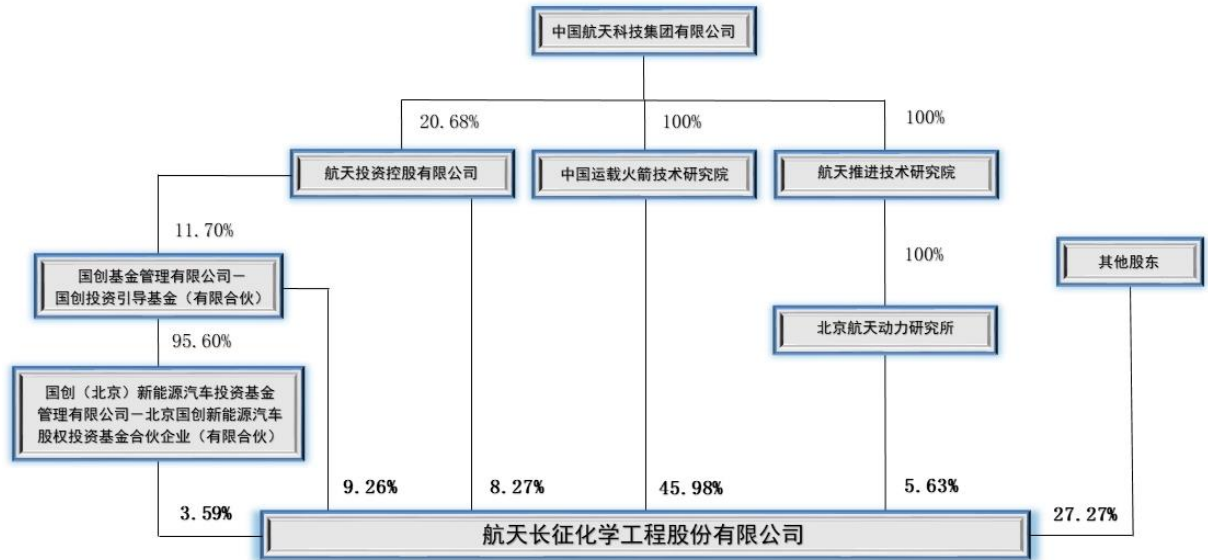 中国航天科技集团有限公司
20.68%
100%
100%
航天投资控股有限公司
中国运载火箭技术研究院
航天推进技术研究院
11.70%
100%
其他股东
国创基金管理有限公司－
国创投资引导基金（有限合伙）
北京航天动力研究所
95.60%
国创（北京）新能源汽车投资基金
管理有限公司－北京国创新能源汽车
股权投资基金合伙企业（有限合伙）
3.59%
9.26%
8.27%
45.98%
5.63%
27.27%
航天长征化学工程股份有限公司